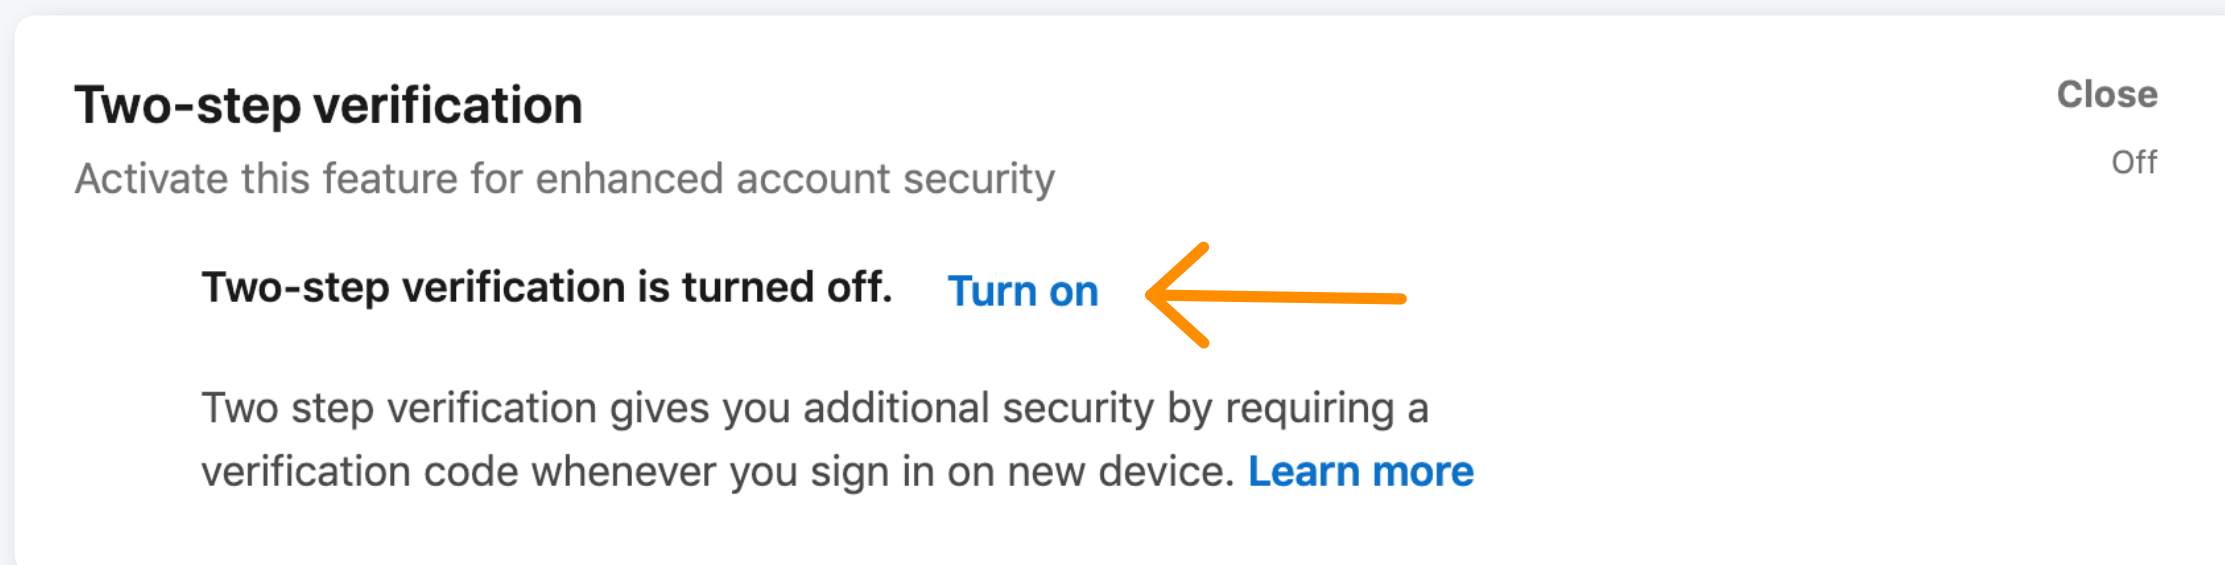 Two-step verification
Close
Activate this feature for enhanced account security
Off
Two-step verification is turned off. Turn on
Two step verification gives you additional security by requiring a
verification code whenever you sign in on new device. Learn more